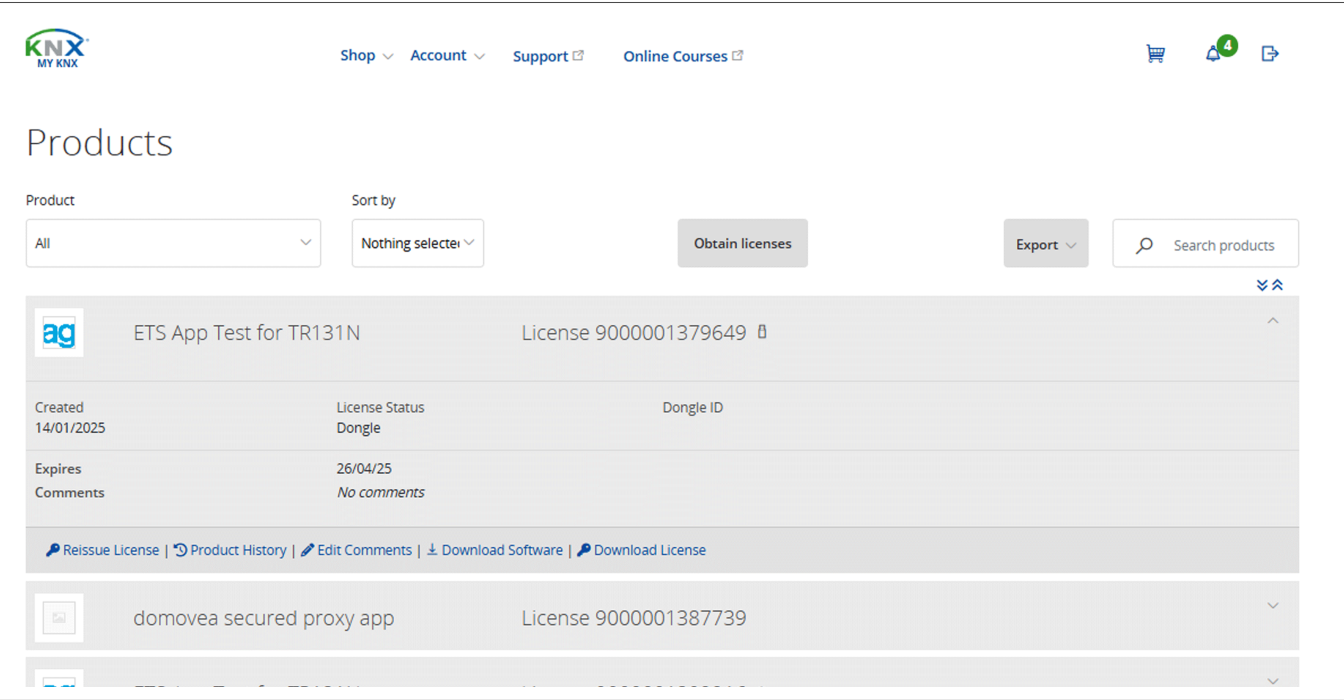 KNX
MY KNX
Shop Account Support Online Courses 4
Products
Product Sort by
All Nothing selected Obtain licenses Export Search products
ag ETS App Test for TR131N License 9000001379649
Created License Status Dongle ID
14/01/2025 Dongle
Expires 26/04/25
Comments No comments
Reissue License | Product History | Edit Comments | Download Software | Download License
domovea secured proxy app License 9000001387739